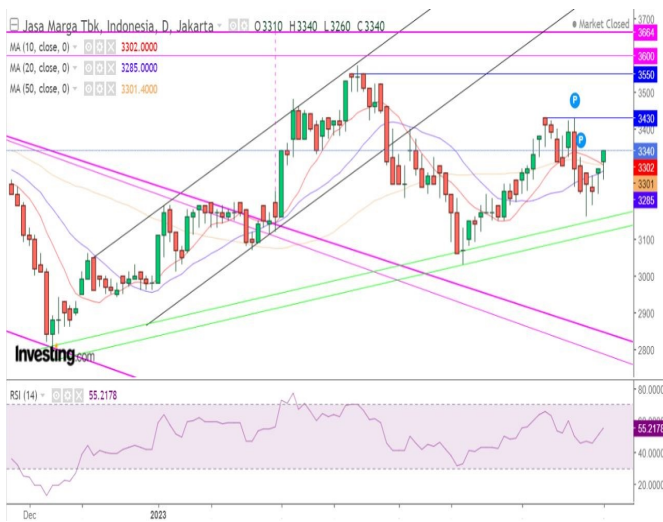 Jasa Marga Tbk, Indonesia, D, Jakarta O3310 H3340 L3260 C3340
Market Closed
MA (10, close, 0) 3302.0000
MA (20, close, 0) 3285.0000
MA (50, close, 0) 3301.4000
3700
3664
3600
3550
3500
3430
3340
3302
3301
3285
3100
3000
2900
2800
P
P
Investing.com
RSI (14) 55.2178
80.0000
55.2178
40.0000
20.0000
Dec 2023